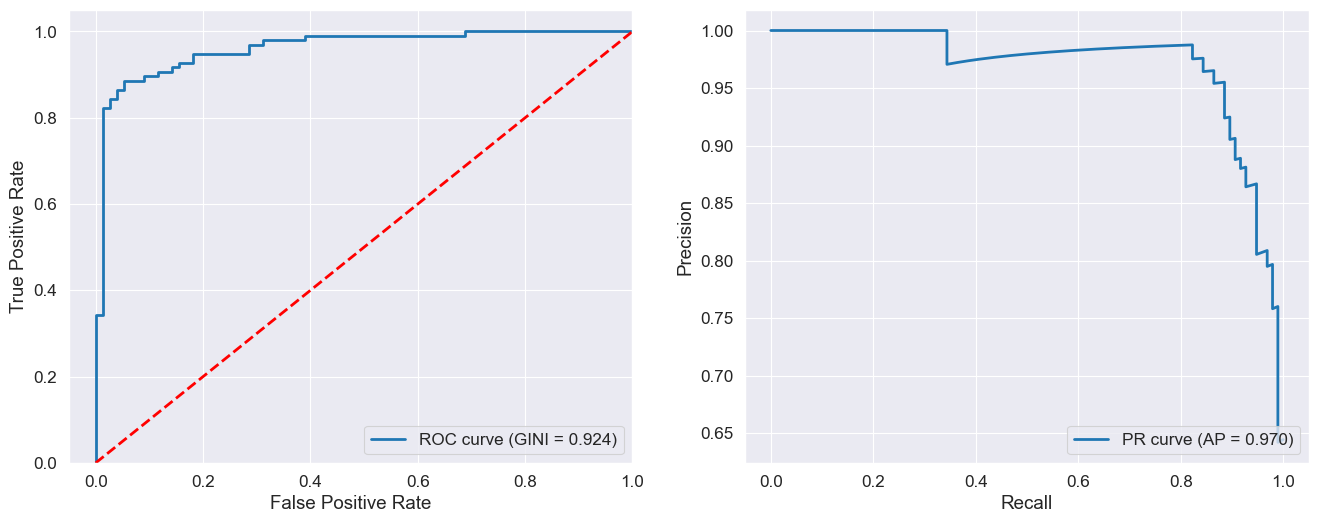 1.0
0.8
0.6
0.4
0.2
0.0
True Positive Rate
0.0 0.2 0.4 0.6 0.8 1.0
False Positive Rate
ROC curve (GINI = 0.924)
1.00
0.95
0.90
0.85
0.80
0.75
0.70
0.65
Precision
0.0 0.2 0.4 0.6 0.8 1.0
Recall
PR curve (AP = 0.970)